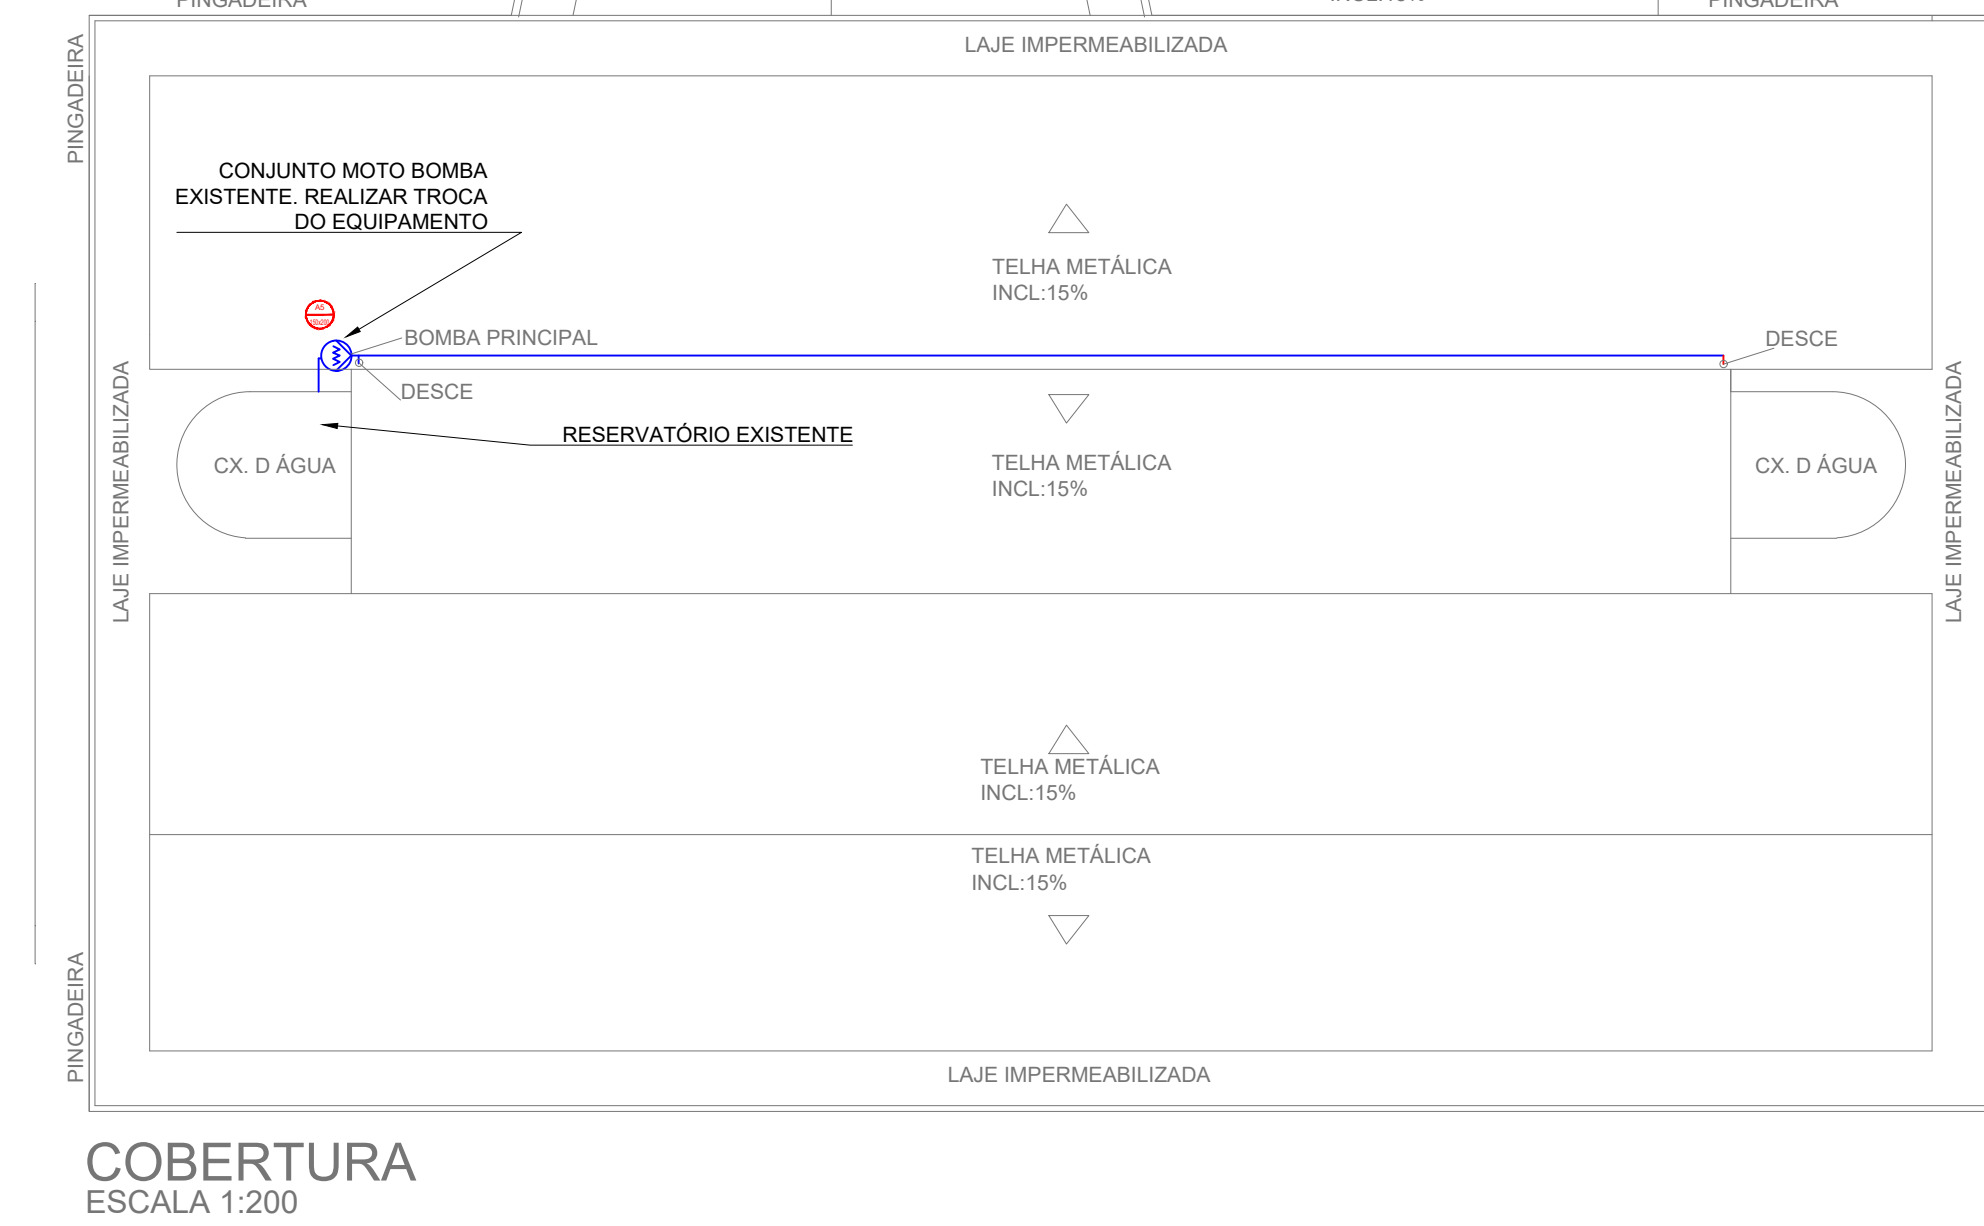 PINGADEIRA
PINGADEIRA
PINGADEIRA
LAJE IMPERMEABILIZADA
CONJUNTO MOTO BOMBA
EXISTENTE. REALIZAR TROCA
DO EQUIPAMENTO
TELHA METÁLICA
INCL:15%
A5
BOMBA PRINCIPAL
DESCE
DESCE
RESERVATÓRIO EXISTENTE
CX. D ÁGUA
TELHA METÁLICA
INCL:15%
CX. D ÁGUA
LAJE IMPERMEABILIZADA
LAJE IMPERMEABILIZADA
TELHA METÁLICA
INCL:15%
TELHA METÁLICA
INCL:15%
PINGADEIRA
LAJE IMPERMEABILIZADA
COBERTURA
ESCALA 1:200